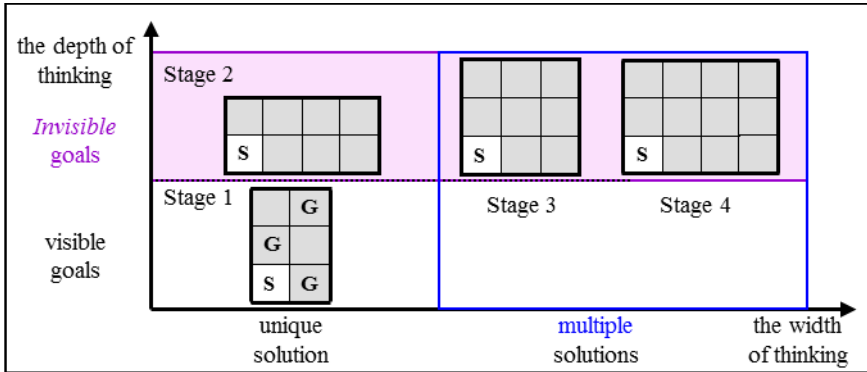 the depth of
thinking
Invisible
goals
visible
goals
Stage 2
S
S
S
Stage 1
G
G
S G
Stage 3
Stage 4
unique
solution
multiple
solutions
the width
of thinking